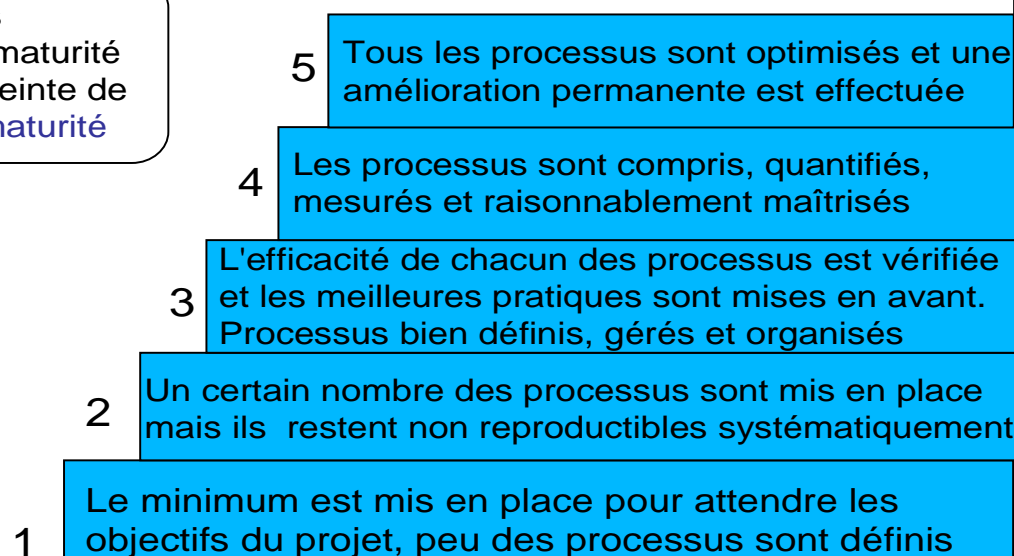 maturité
einte de
maturité
5
Tous les processus sont optimisés et une
amélioration permanente est effectuée
4
Les processus sont compris, quantifiés,
mesurés et raisonnablement maîtrisés
3
L'efficacité de chacun des processus est vérifiée
et les meilleures pratiques sont mises en avant.
Processus bien définis, gérés et organisés
2
Un certain nombre des processus sont mis en place
mais ils restent non reproductibles systématiquement
1
Le minimum est mis en place pour attendre les
objectifs du projet, peu des processus sont définis